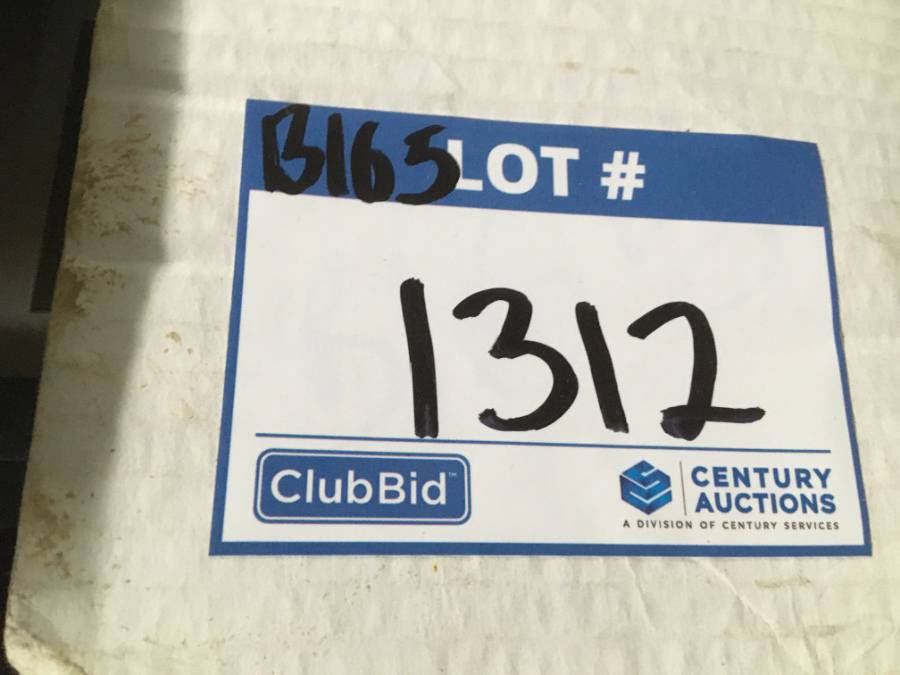 B165 LOT #
1312
ClubBid™
CENTURY
AUCTIONS
A DIVISION OF CENTURY SERVICES